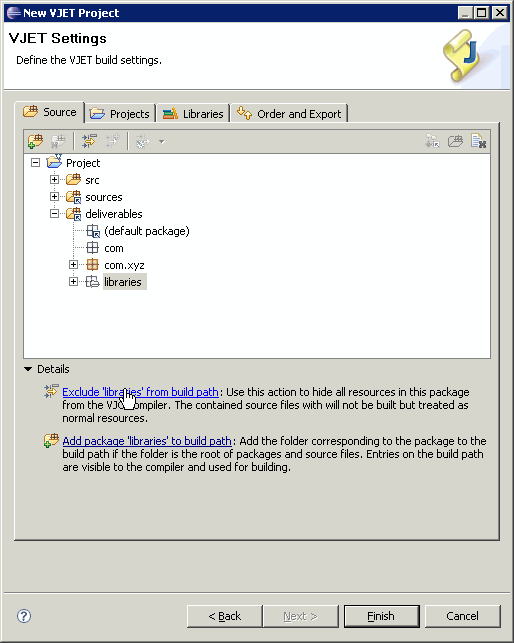 New VJET Project
VJET Settings
Define the VJET build settings.
Source Projects Libraries Order and Export
Project
src
sources
deliverables
(default package)
com
com.xyz
libraries
Details
Exclude 'libraries' from build path: Use this action to hide all resources in this package
from the compiler. The contained source files with will not be built but treated as
normal resources.
Add package 'libraries' to build path: Add the folder corresponding to the package to the
build path if the folder is the root of packages and source files. Entries on the build path
are visible to the compiler and used for building.
< Back Next > Finish Cancel